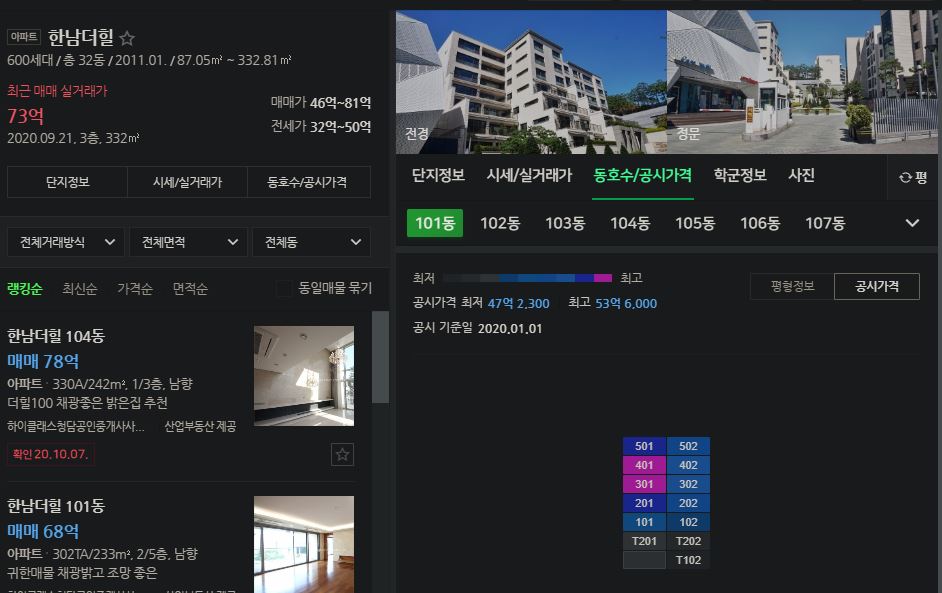 아파트 한남더힐
600세대 / 총 32동 / 2011.01. / 87.05㎡ ~ 332.81㎡
최근 매매 실거래가
73억
2020.09.21, 3층, 332㎡
매매가 46억~81억
전세가 32억~50억
단지정보 시세/실거래가 동호수/공시가격
전체거래방식 전체면적 전체동
랭킹순 최신순 가격순 면적순 동일매물 묶기
한남더힐 104동
매매 78억
아파트 · 330A/242㎡, 1/3층, 남향
더힐100 채광좋은 밝은집 추천
하이클래스청담공인중개사사... 산업부동산 제공
확인 20.10.07.
한남더힐 101동
매매 68억
아파트 · 302TA/233㎡, 2/5층, 남향
귀한매물 채광밝고 조망 좋은
전경
정문
단지정보 시세/실거래가 동호수/공시가격 학군정보 사진 평
101동 102동 103동 104동 105동 106동 107동
최저 최고
공시가격 최저 47억 2,300 최고 53억 6,000
공시 기준일 2020.01.01
평형정보 공시가격
501 502
401 402
301 302
201 202
101 102
T201 T202
T102